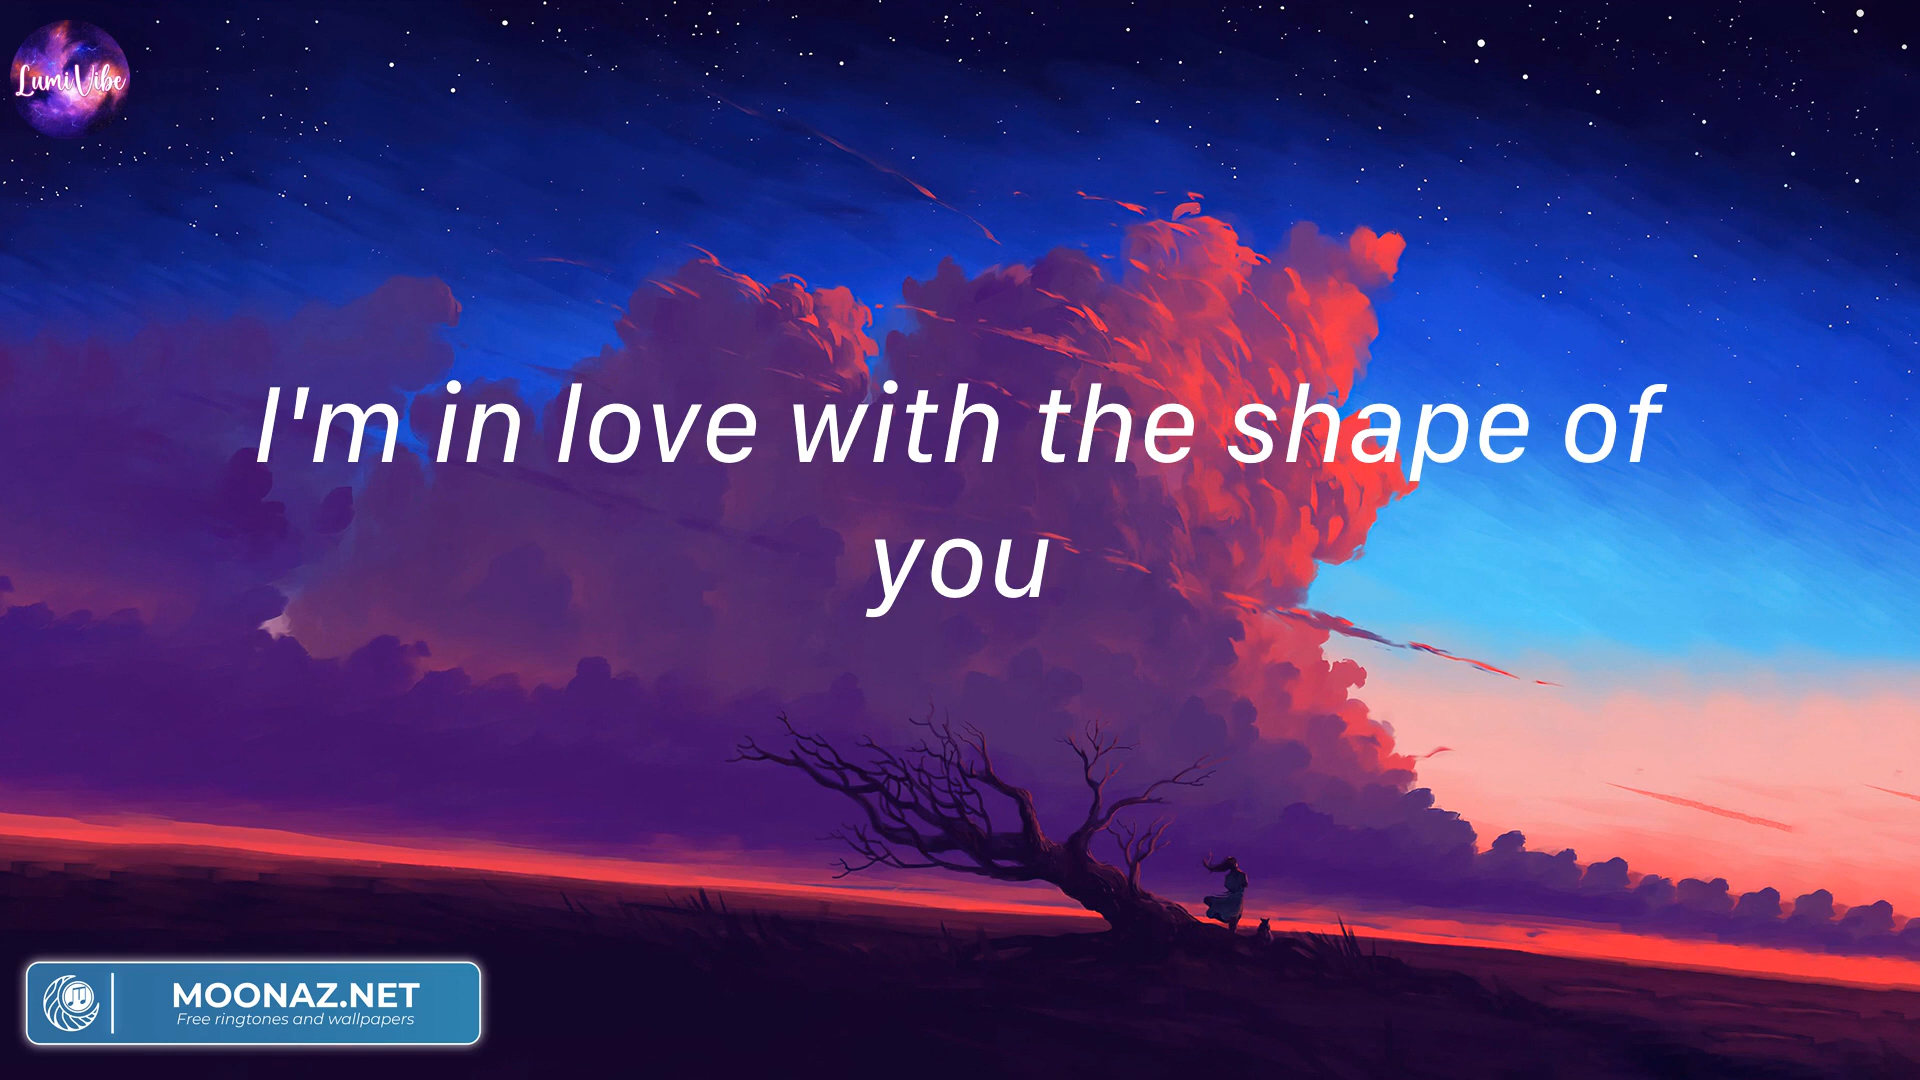 LumiVibe
I'm in love with the shape of
you
MOONAZ.NET
Free ringtones and wallpapers